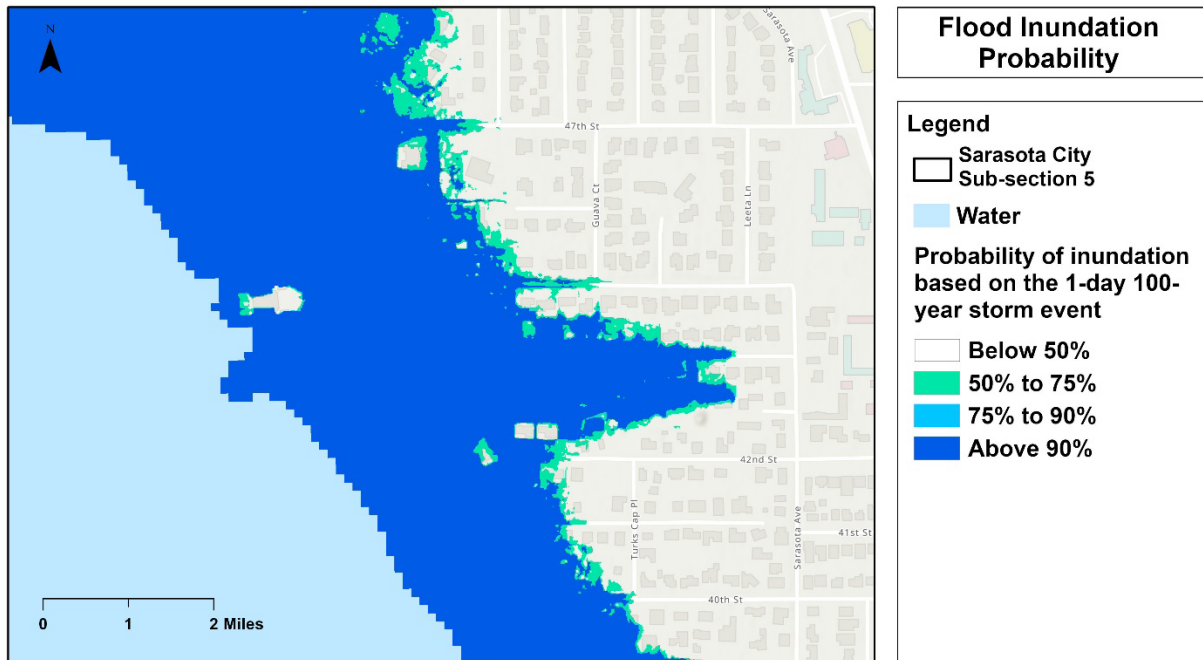 N
Sarasota Ave
47th St
Guava Ct
Leeta Ln
42nd St
Turks Cap Pl
Sarasota Ave
41st St
40th St
0 1 2 Miles
Flood Inundation
Probability
Legend
Sarasota City
Sub-section 5
Water
Probability of inundation
based on the 1-day 100-
year storm event
Below 50%
50% to 75%
75% to 90%
Above 90%